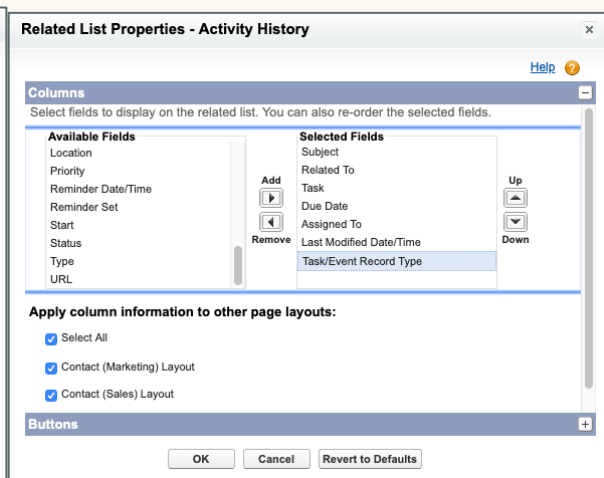 Related List Properties - Activity History
Help
Columns
Select fields to display on the related list. You can also re-order the selected fields.
Available Fields
Location
Priority
Reminder Date/Time
Reminder Set
Start
Status
Type
URL
Add
Remove
Selected Fields
Subject
Related To
Task
Due Date
Assigned To
Last Modified Date/Time
Task/Event Record Type
Up
Down
Apply column information to other page layouts:
Select All
Contact (Marketing) Layout
Contact (Sales) Layout
Buttons
OK Cancel Revert to Defaults